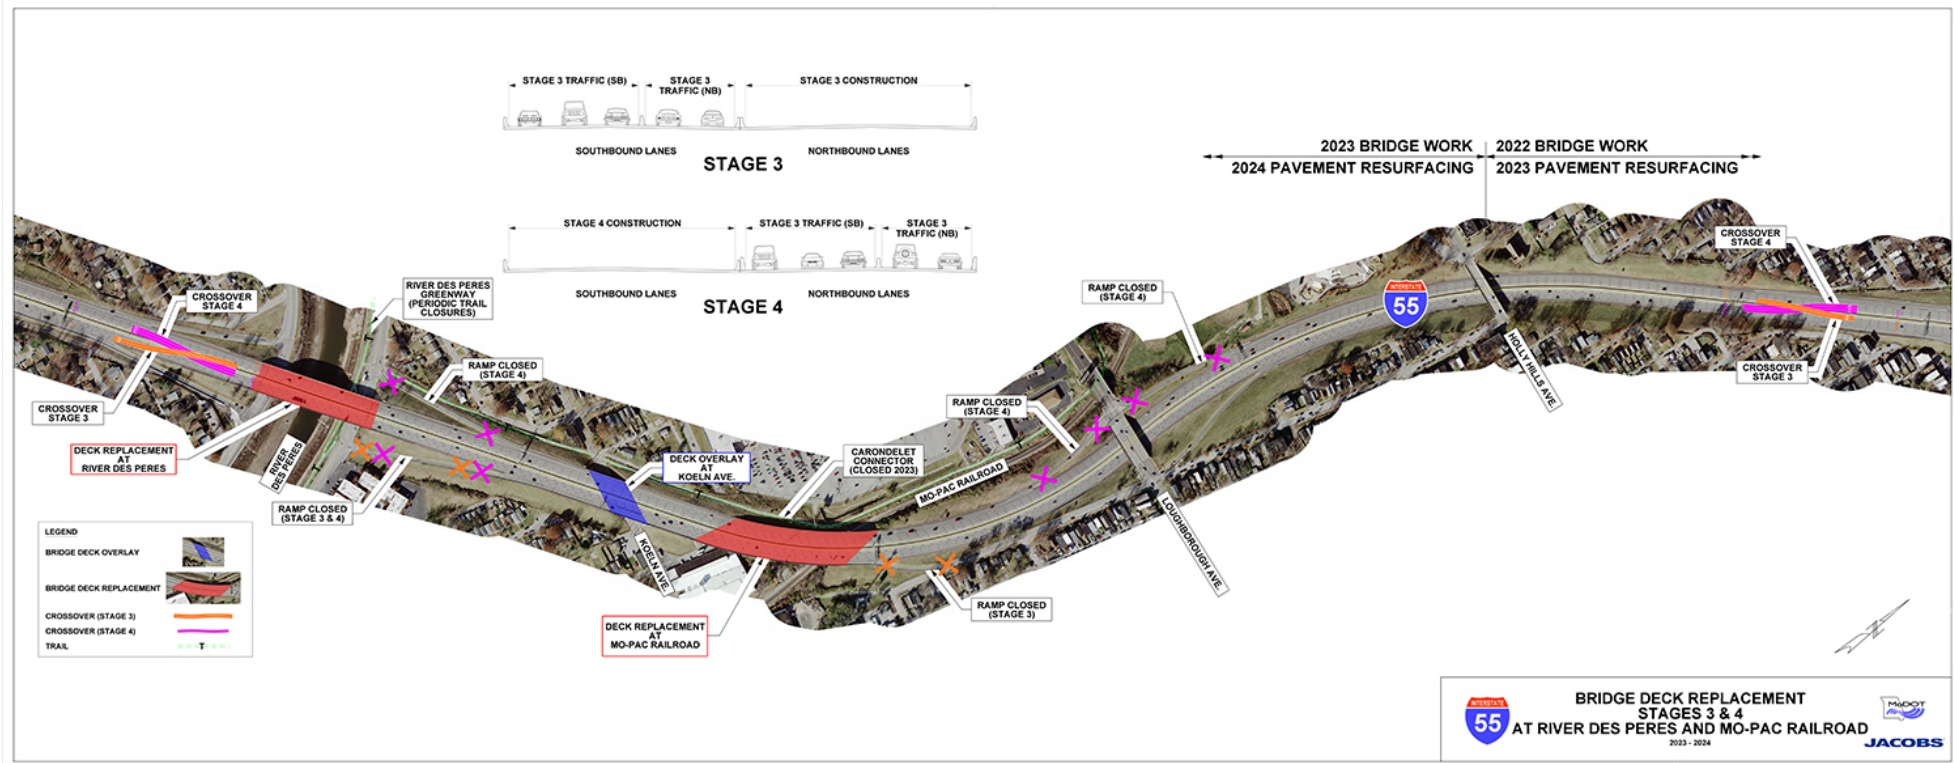 STAGE 3 TRAFFIC (SB)
STAGE 3
TRAFFIC (NB)
STAGE 3 CONSTRUCTION
SOUTHBOUND LANES
NORTHBOUND LANES
STAGE 3
STAGE 4 CONSTRUCTION
STAGE 3 TRAFFIC (SB)
STAGE 3
TRAFFIC (NB)
SOUTHBOUND LANES
NORTHBOUND LANES
STAGE 4
2023 BRIDGE WORK
2022 BRIDGE WORK
2024 PAVEMENT RESURFACING
2023 PAVEMENT RESURFACING
CROSSOVER
STAGE 4
CROSSOVER
STAGE 3
DECK REPLACEMENT
AT
RIVER DES PERES
RIVER
DES PERES
RIVER DES PERES
GREENWAY
(PERIODIC TRAIL
CLOSURES)
RAMP CLOSED
(STAGE 4)
RAMP CLOSED
(STAGE 3 & 4)
DECK OVERLAY
AT
KOELN AVE.
KOELN AVE.
CARONDELET
CONNECTOR
(CLOSED 2023)
DECK REPLACEMENT
AT
MO-PAC RAILROAD
MO-PAC RAILROAD
RAMP CLOSED
(STAGE 4)
RAMP CLOSED
(STAGE 3)
RAMP CLOSED
(STAGE 4)
LOUGHBOROUGH AVE.
INTERSTATE
55
HOLLY HILLS AVE.
CROSSOVER
STAGE 4
CROSSOVER
STAGE 3
LEGEND
BRIDGE DECK OVERLAY
BRIDGE DECK REPLACEMENT
CROSSOVER (STAGE 3)
CROSSOVER (STAGE 4)
TRAIL
T
INTERSTATE
55
BRIDGE DECK REPLACEMENT
STAGES 3 & 4
AT RIVER DES PERES AND MO-PAC RAILROAD
2023 - 2024
MoDOT
JACOBS